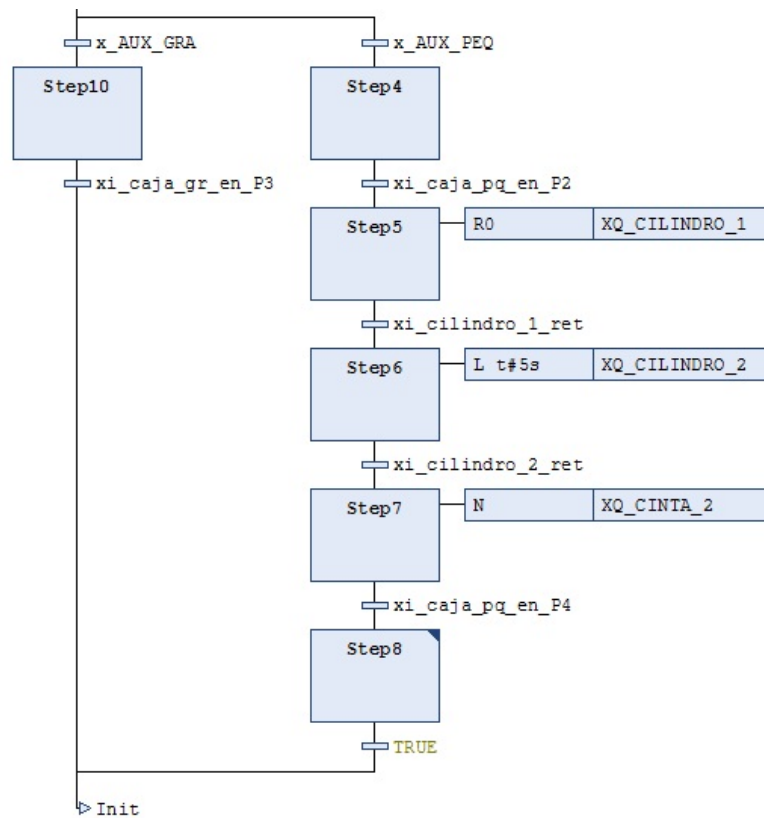 x_AUX_GRA
x_AUX_PEQ
Step10
Step4
xi_caja_gr_en_P3
xi_caja_pq_en_P2
Step5
R0 XQ_CILINDRO_1
xi_cilindro_1_ret
Step6
L t#5s XQ_CILINDRO_2
xi_cilindro_2_ret
Step7
N XQ_CINTA_2
xi_caja_pq_en_P4
Step8
TRUE
Init